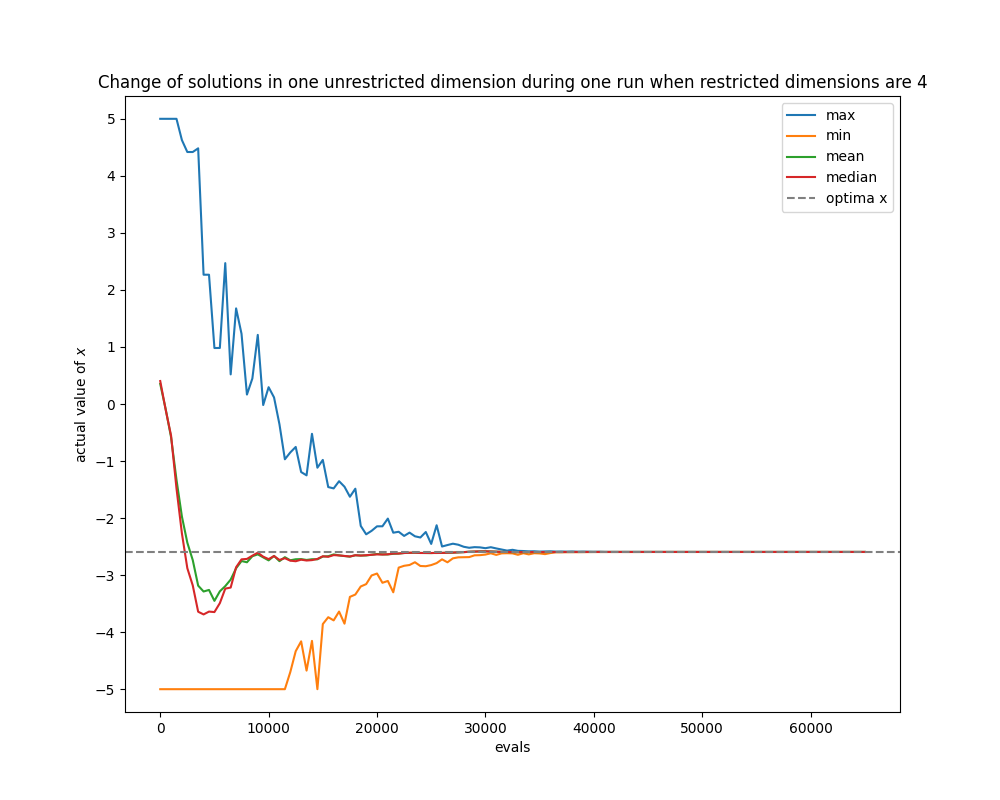 Change of solutions in one unrestricted dimension during one run when restricted dimensions are 4
max
min
mean
median
optima x
5
4
3
2
1
0
−1
−2
−3
−4
−5
actual value of x
0 10000 20000 30000 40000 50000 60000
evals